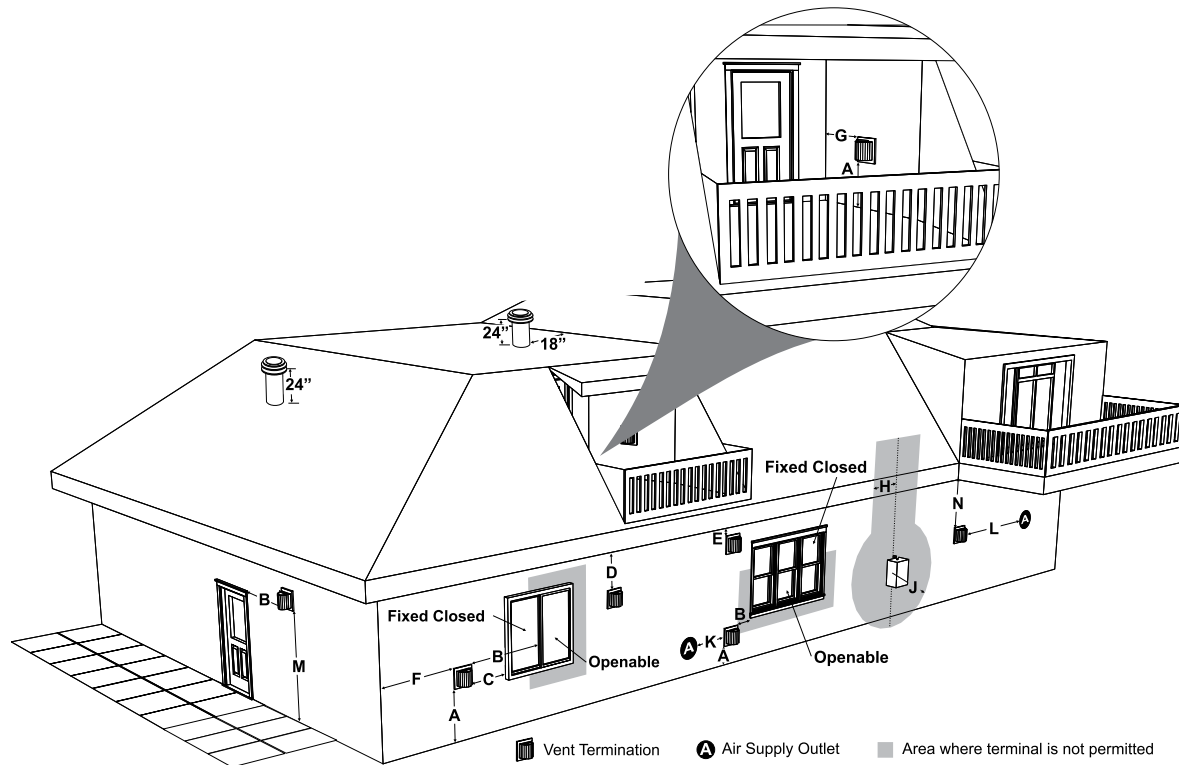 G
A
24”
18”
24”
Fixed Closed
H
N
L
A
E
D
B
J
Fixed Closed
B
K
A
A
Openable
B
Openable
M
F
C
A
Vent Termination
A Air Supply Outlet
Area where terminal is not permitted